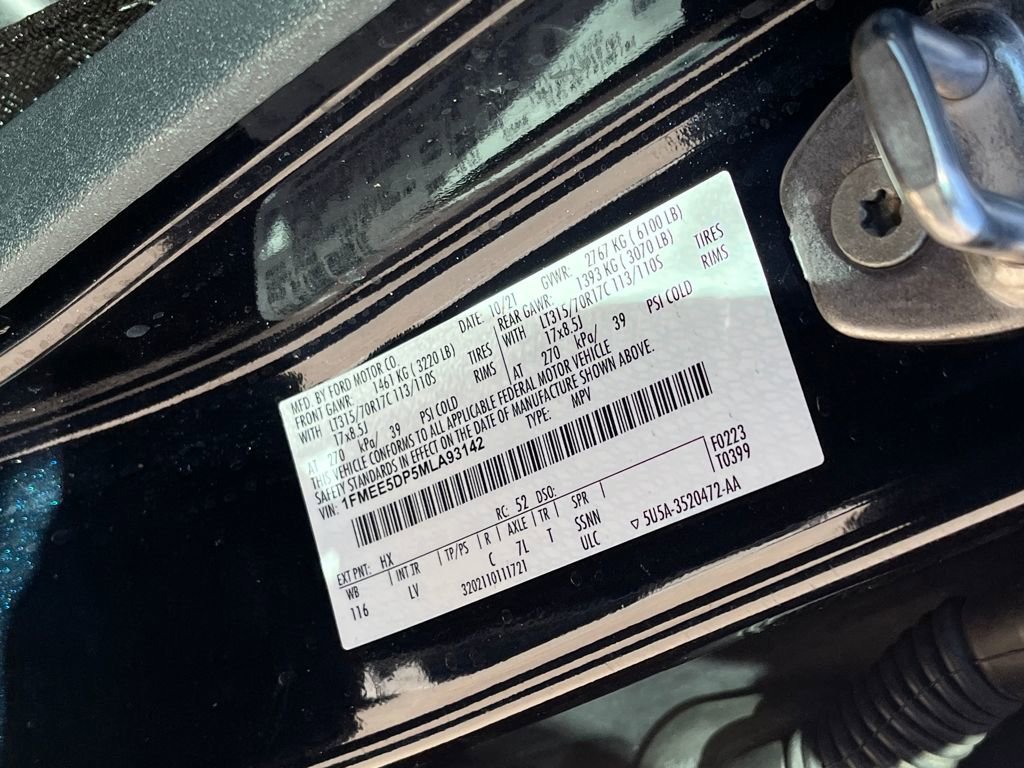 MFD. BY FORD MOTOR CO. DATE: 10/21 GVWR: 2767 KG ( 6100 LB)
FRONT GAWR: 1461 KG ( 3220 LB) REAR GAWR: 1393 KG ( 3070 LB)
WITH LT315/70R17C 113/110S TIRES WITH LT315/70R17C 113/110S TIRES
17x8.5J RIMS 17x8.5J RIMS
AT 270 kPa/ 39 PSI COLD AT 270 kPa/ 39 PSI COLD
THIS VEHICLE CONFORMS TO ALL APPLICABLE FEDERAL MOTOR VEHICLE
SAFETY STANDARDS IN EFFECT ON THE DATE OF MANUFACTURE SHOWN ABOVE.
VIN: 1FMEE5DP5MLA93142 TYPE: MPV
EXT PNT: HX RC: 52 DSO: F0223
WB INT TR TP/PS R AXLE TR SPR T0399
116 LV C 7L T SSNN
3202110111721 ULC 5U5A-3520472-AA